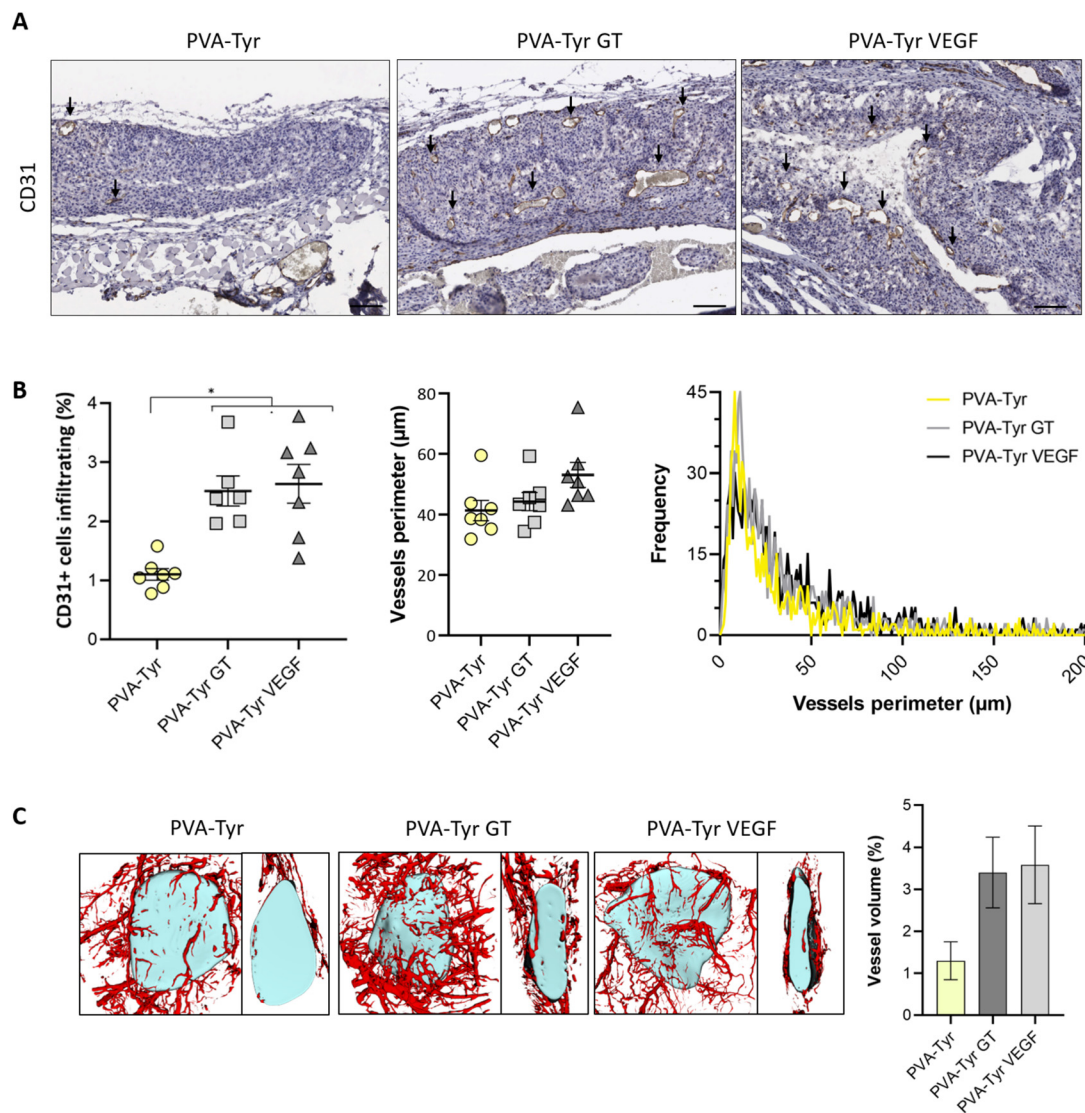 A
PVA-Tyr
PVA-Tyr GT
PVA-Tyr VEGF
CD31
B
CD31+ cells infiltrating (%)
4
3
2
1
0
*
PVA-Tyr
PVA-Tyr GT
PVA-Tyr VEGF
Vessels perimeter (µm)
80
60
40
20
0
PVA-Tyr
PVA-Tyr GT
PVA-Tyr VEGF
Frequency
45
30
15
0
0
50
100
150
200
Vessels perimeter (µm)
PVA-Tyr
PVA-Tyr GT
PVA-Tyr VEGF
C
PVA-Tyr
PVA-Tyr GT
PVA-Tyr VEGF
Vessel volume (%)
5
4
3
2
1
0
PVA-Tyr
PVA-Tyr GT
PVA-Tyr VEGF